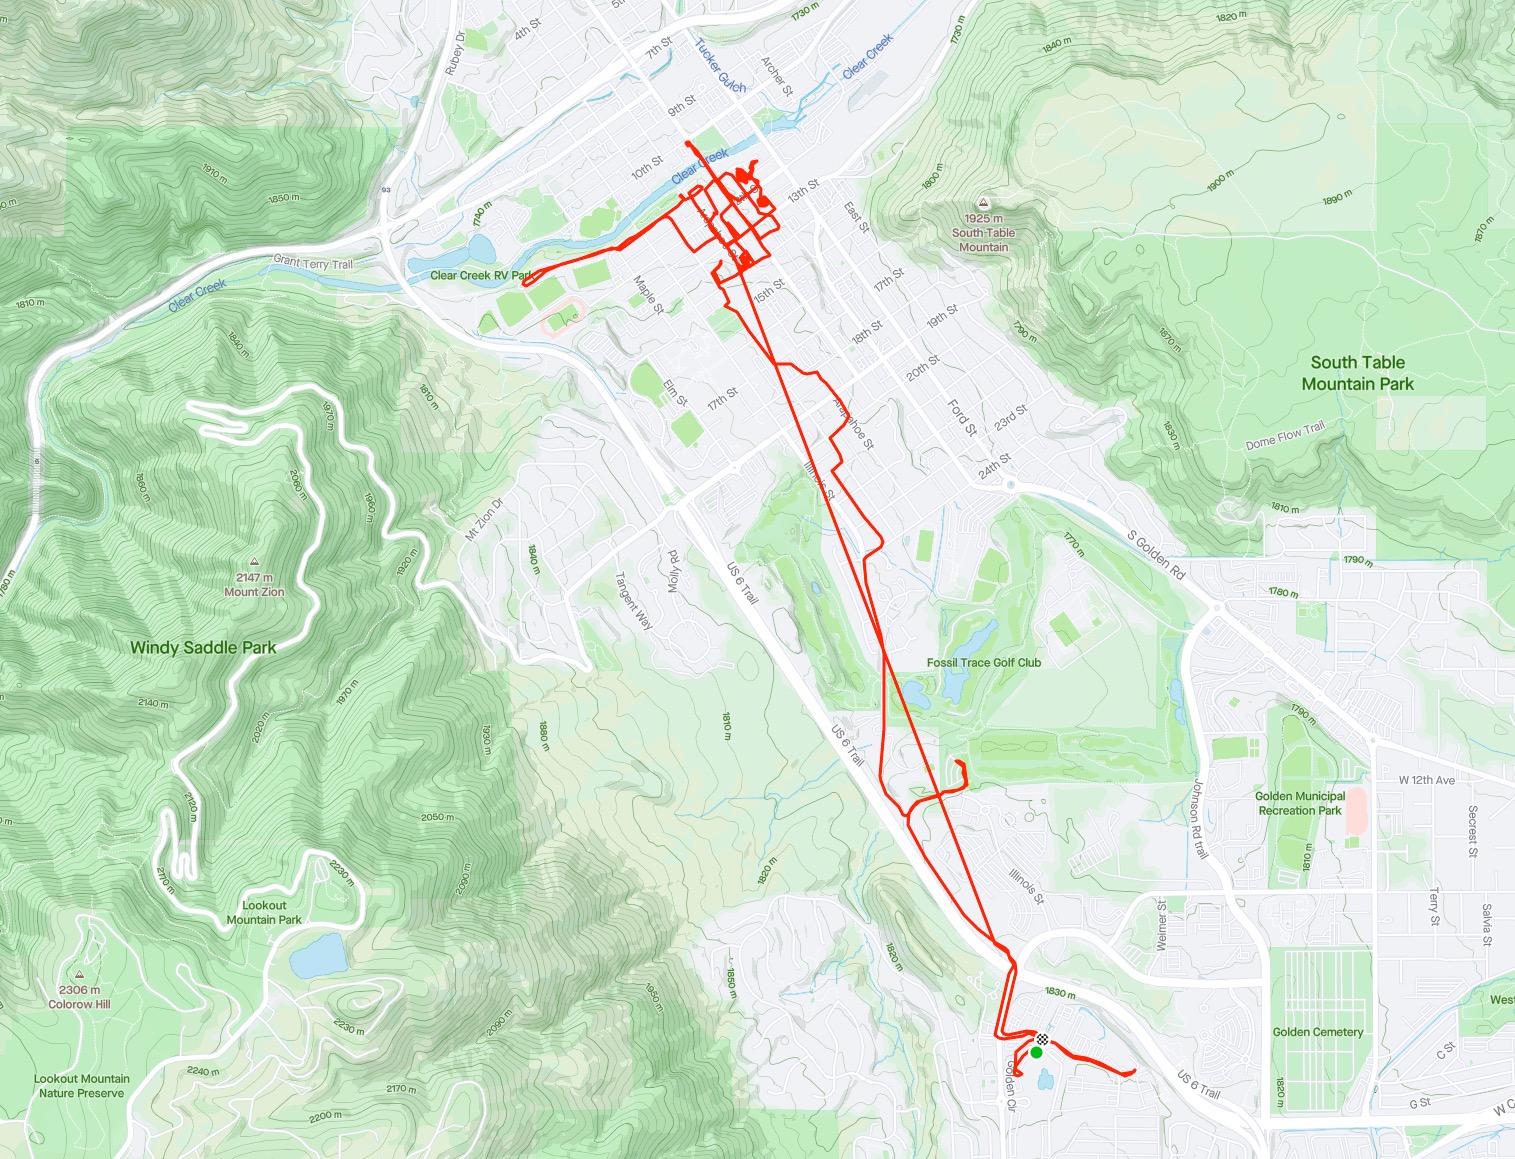 1730 m
1820 m
4th St
5th
7th St
Rubey Dr
Tucker Gulch
Archer St
Clear Creek
1730 m
1840 m
9th St
10th St
Clear Creek
13th St
1910 m
1850 m
93
1740 m
1800 m
1900 m
1890 m
1870 m
East St
1925 m
South Table
Mountain
Grant Terry Trail
Clear Creek RV Park
Clear Creek
1810 m
Maple St
Arapahoe St
15th St
17th St
19th St
18th St
20th St
1790 m
1870 m
1840 m
South Table
Mountain Park
1970 m
1810 m
Elm St
17th St
Arapahoe St
Ford St
23rd St
24th St
1830 m
Dome Flow Trail
6
1860 m
2060 m
1960 m
Illinois St
Mt Zion Dr
1810 m
S Golden Rd
1770 m
1790 m
1780 m
1920 m
1840 m
Molly Rd
Tangent Way
US 6 Trail
2147 m
Mount Zion
1780 m
Windy Saddle Park
Fossil Trace Golf Club
1970 m
2140 m
2020 m
1930 m
1880 m
1810 m
US 6 Trail
1790 m
W 12th Ave
Golden Municipal
Recreation Park
Johnson Rd trail
Secrest St
2120 m
2050 m
2090 m
1820 m
1810 m
2170 m
2230 m
Illinois St
Lookout
Mountain Park
Weimer St
Terry St
Salvia St
2306 m
Colorow Hill
1820 m
1850 m
1950 m
1830 m
2230 m
2090 m
Golden Cemetery
West
C St
2240 m
Lookout Mountain
Nature Preserve
2170 m
2200 m
Golden Cir
US 6 Trail
1820 m
G St
W C